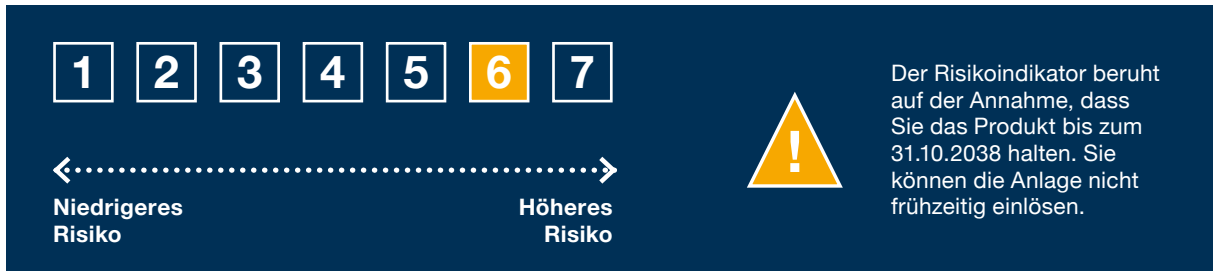 1 2 3 4 5 6 7
Niedrigeres
Risiko
Höheres
Risiko
!
Der Risikoindikator beruht
auf der Annahme, dass
Sie das Produkt bis zum
31.10.2038 halten. Sie
können die Anlage nicht
frühzeitig einlösen.